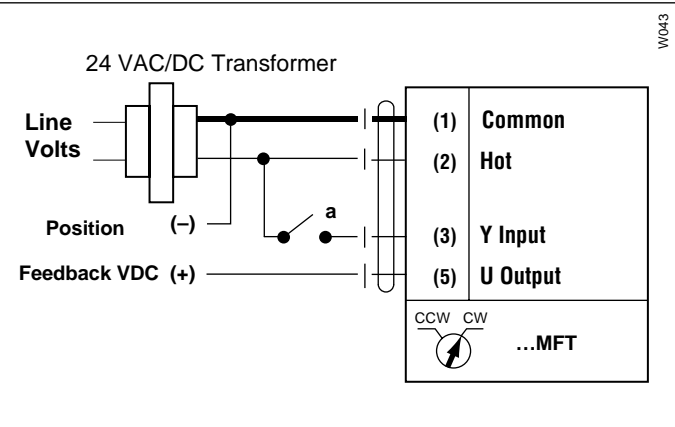 W043
24 VAC/DC Transformer
Line
Volts
(1) Common
(2) Hot
Position (–)
a
(3) Y Input
Feedback VDC (+)
(5) U Output
CCW CW
...MFT